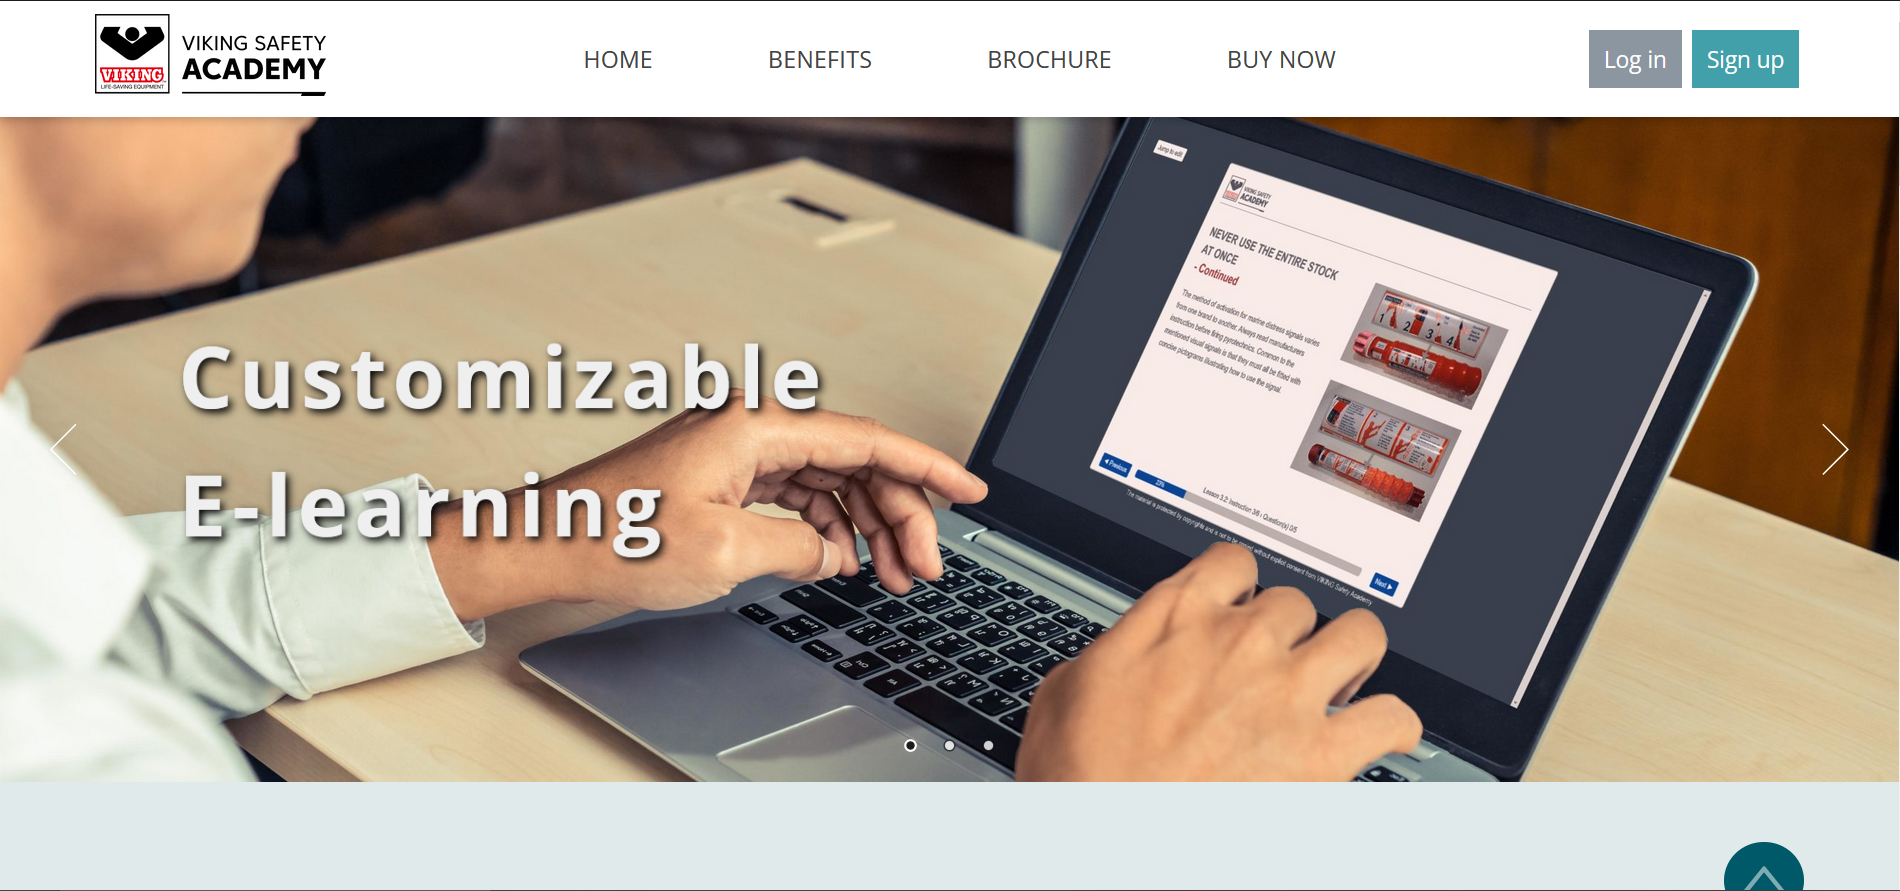 VIKING
LIFE-SAVING EQUIPMENT
VIKING SAFETY
ACADEMY
HOME
BENEFITS
BROCHURE
BUY NOW
Log in
Sign up
Customizable
E-learning
Jump to edit
VIKING SAFETY
ACADEMY
NEVER USE THE ENTIRE STOCK
AT ONCE
- Continued
The method of activation for marine distress signals varies
from one brand to another. Always read manufacturers
instruction before firing pyrotechnics. Common to the
mentioned visual signals is that they must all be fitted with
concise pictograms illustrating how to use the signal.
1 2 3 4
Previous
23%
Lesson 3.2: Instruction 3/6 - Question(s) 0/5
Next
The material is protected by copyrights and is not to be without explicit consent from VIKING Safety Academy